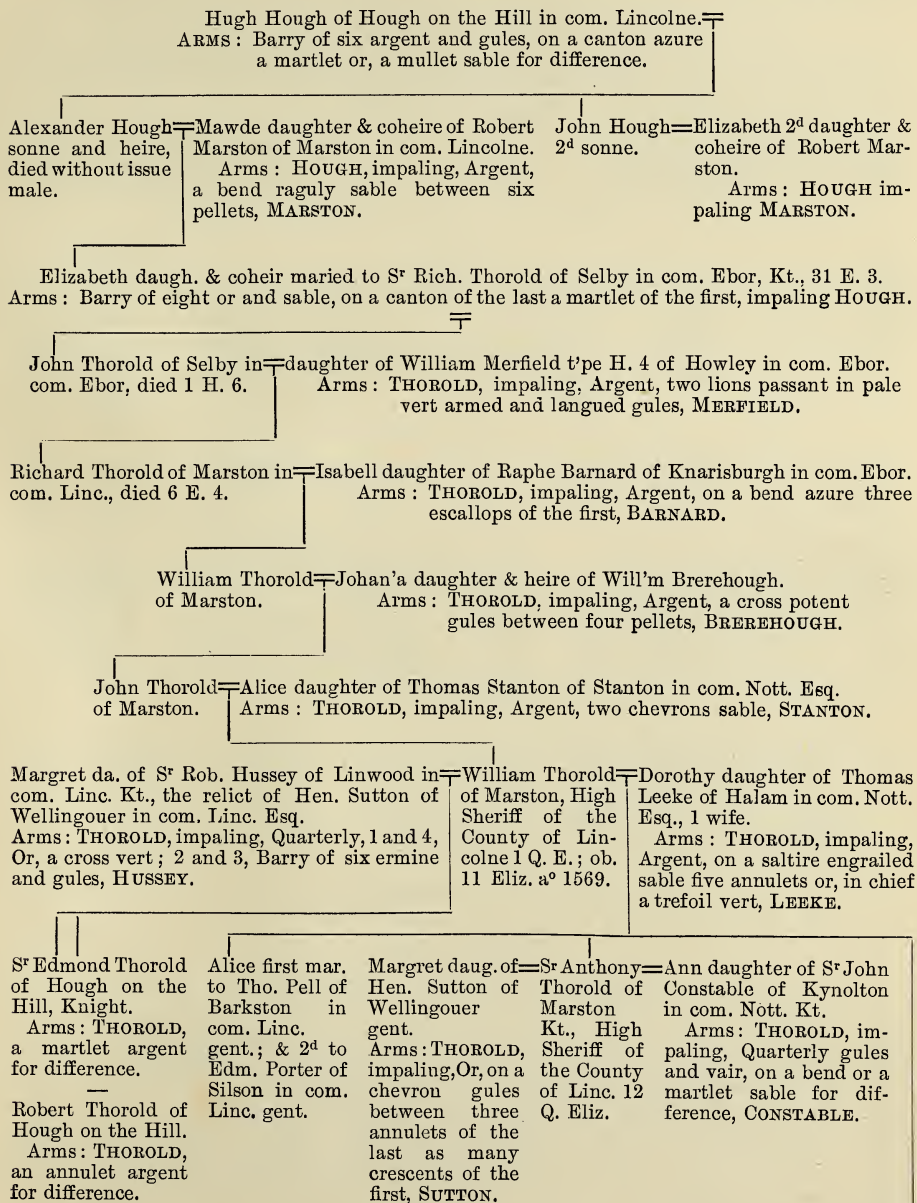 Hugh Hough of Hough on the Hill in com. Lincolne.
ARMS : Barry of six argent and gules, on a canton azure
a martlet or, a mullet sable for difference.
Alexander Hough
sonne and heire,
died without issue
male.
Mawde daughter & coheire of Robert
Marston of Marston in com. Lincolne.
Arms : HOUGH, impaling, Argent,
a bend raguly sable between six
pellets, MARSTON.
John Hough
2d sonne.
Elizabeth 2d daughter &
coheire of Robert Mar-
ston.
Arms : HOUGH im-
paling MARSTON.
Elizabeth daugh. & coheir maried to Sr Rich. Thorold of Selby in com. Ebor, Kt., 31 E. 3.
Arms : Barry of eight or and sable, on a canton of the last a martlet of the first, impaling HOUGH.
John Thorold of Selby in
com. Ebor, died 1 H. 6.
daughter of William Merfield t'pe H. 4 of Howley in com. Ebor.
Arms : THOROLD, impaling, Argent, two lions passant in pale
vert armed and langued gules, MERFIELD.
Richard Thorold of Marston in
com. Linc., died 6 E. 4.
Isabell daughter of Raphe Barnard of Knarisburgh in com. Ebor.
Arms : THOROLD, impaling, Argent, on a bend azure three
escallops of the first, BARNARD.
William Thorold
of Marston.
Johan'a daughter & heire of Will'm Brerehough.
Arms : THOROLD, impaling, Argent, a cross potent
gules between four pellets, BREREHOUGH.
John Thorold
of Marston.
Alice daughter of Thomas Stanton of Stanton in com. Nott. Esq.
Arms : THOROLD, impaling, Argent, two chevrons sable, STANTON.
Margret da. of Sr Rob. Hussey of Linwood in
com. Linc. Kt., the relict of Hen. Sutton of
Wellingouer in com. Linc. Esq.
Arms : THOROLD, impaling, Quarterly, 1 and 4,
Or, a cross vert ; 2 and 3, Barry of six ermine
and gules, HUSSEY.
William Thorold
of Marston, High
Sheriff of the
County of Lin-
colne 1 Q. E. ; ob.
11 Eliz. ao 1569.
Dorothy daughter of Thomas
Leeke of Halam in com. Nott.
Esq., 1 wife.
Arms : THOROLD, impaling,
Argent, on a saltire engrailed
sable five annulets or, in chief
a trefoil vert, LEEKE.
Sr Edmond Thorold
of Hough on the
Hill, Knight.
Arms : THOROLD,
a martlet argent
for difference.
—
Robert Thorold of
Hough on the Hill.
Arms : THOROLD,
an annulet argent
for difference.
Alice first mar.
to Tho. Pell of
Barkston in
com. Linc.
gent. ; & 2d to
Edm. Porter of
Silson in com.
Linc. gent.
Margret daug. of
Hen. Sutton of
Wellingouer
gent.
Arms : THOROLD,
impaling, Or, on a
chevron gules
between three
annulets of the
last as many
crescents of the
first, SUTTON.
Sr Anthony
Thorold of
Marston
Kt., High
Sheriff of
the County
of Linc. 12
Q. Eliz.
Ann daughter of Sr John
Constable of Kynolton
in com. Nott. Kt.
Arms : THOROLD, im-
paling, Quarterly gules
and vair, on a bend or a
martlet sable for dif-
ference, CONSTABLE.